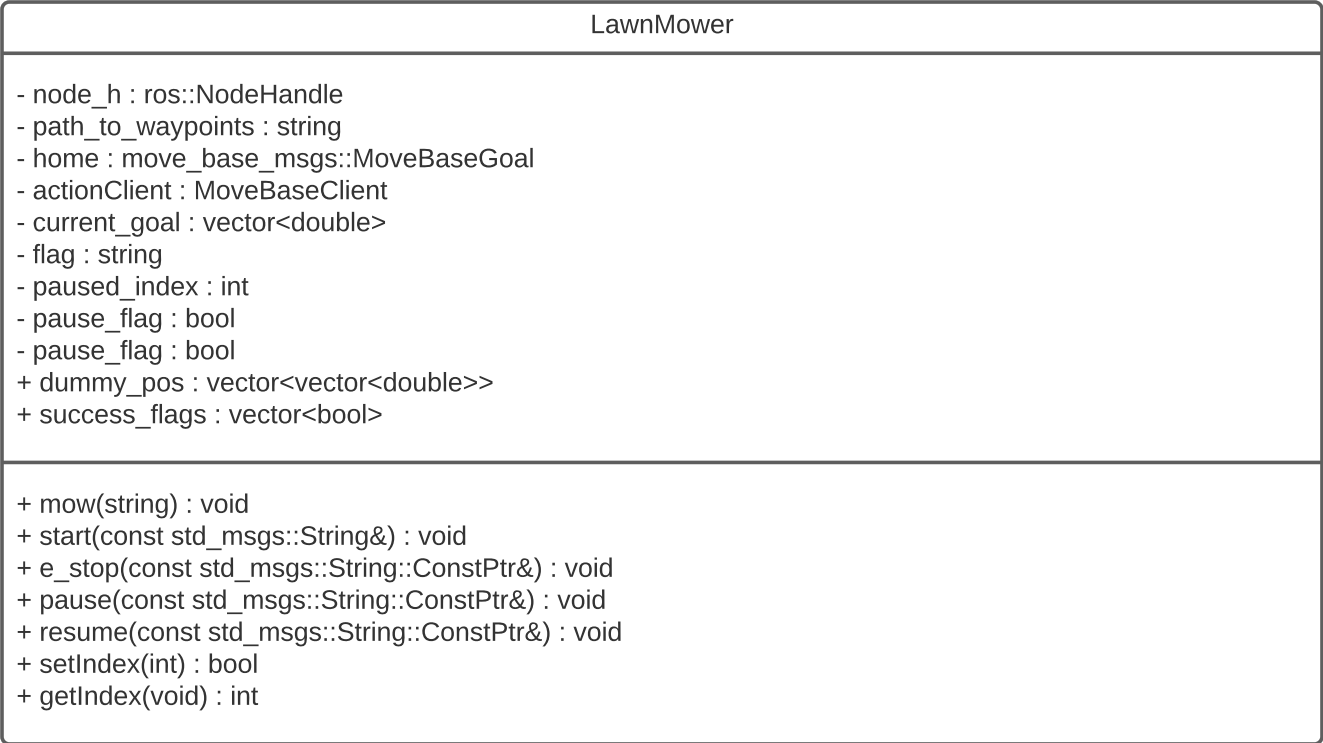 LawnMower
- node_h : ros::NodeHandle
- path_to_waypoints : string
- home : move_base_msgs::MoveBaseGoal
- actionClient : MoveBaseClient
- current_goal : vector<double>
- flag : string
- paused_index : int
- pause_flag : bool
- pause_flag : bool
+ dummy_pos : vector<vector<double>>
+ success_flags : vector<bool>
+ mow(string) : void
+ start(const std_msgs::String&) : void
+ e_stop(const std_msgs::String::ConstPtr&) : void
+ pause(const std_msgs::String::ConstPtr&) : void
+ resume(const std_msgs::String::ConstPtr&) : void
+ setIndex(int) : bool
+ getIndex(void) : int